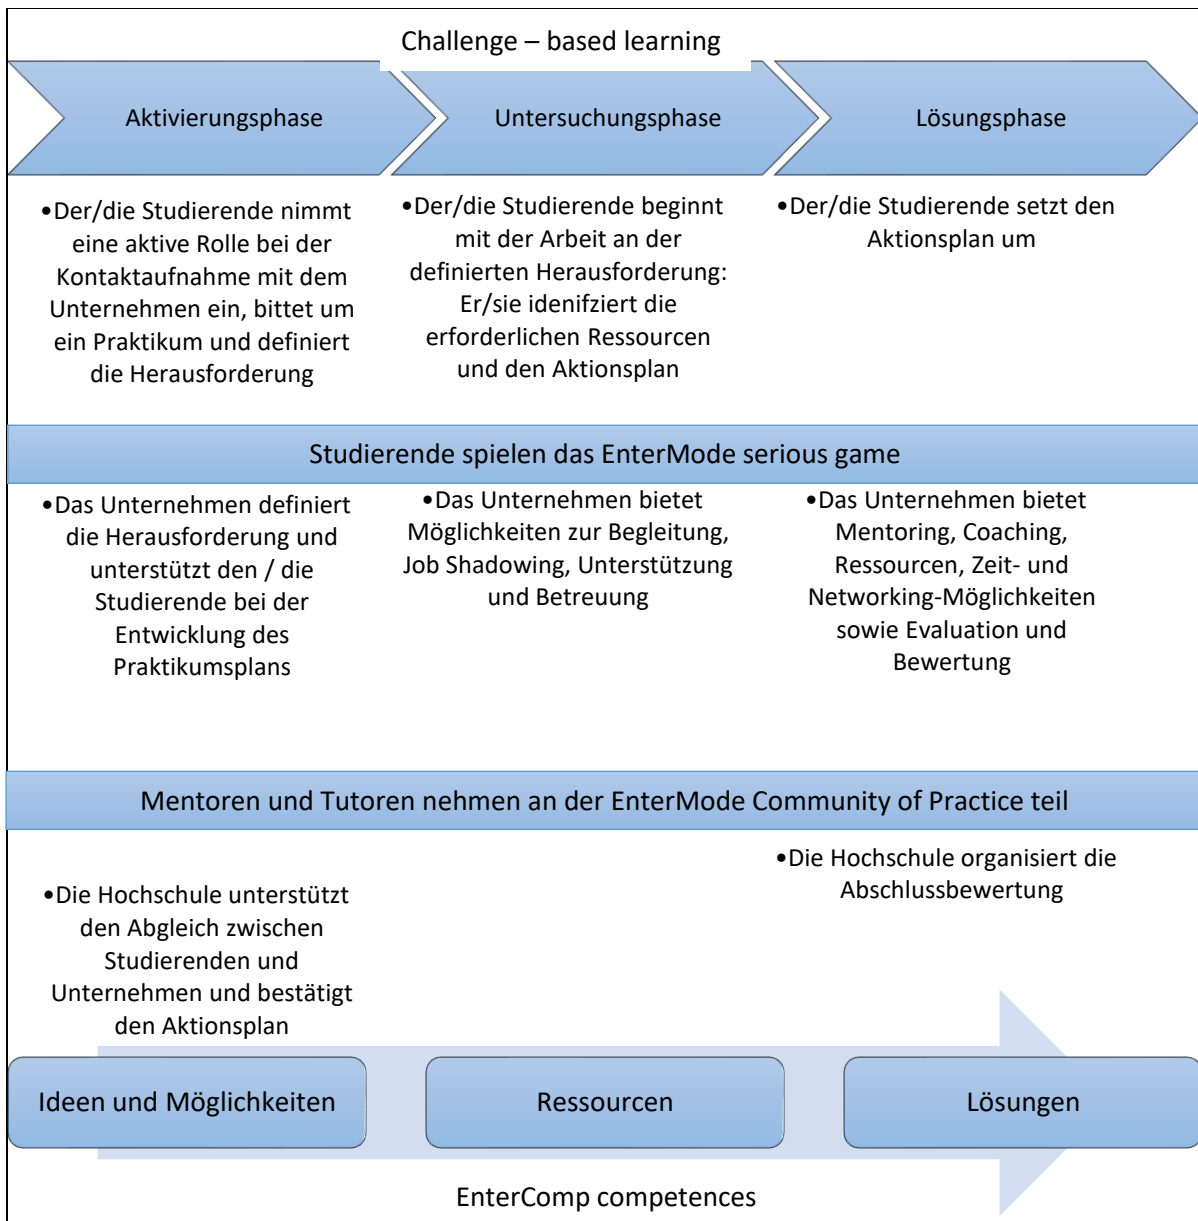 Challenge – based learning
Aktivierungsphase
Untersuchungsphase
Lösungsphase
•Der/die Studierende nimmt
eine aktive Rolle bei der
Kontaktaufnahme mit dem
Unternehmen ein, bittet um
ein Praktikum und definiert
die Herausforderung
•Der/die Studierende beginnt
mit der Arbeit an der
definierten Herausforderung:
Er/sie idenifziert die
erforderlichen Ressourcen
und den Aktionsplan
•Der/die Studierende setzt den
Aktionsplan um
Studierende spielen das EnterMode serious game
•Das Unternehmen definiert
die Herausforderung und
unterstützt den / die
Studierende bei der
Entwicklung des
Praktikumsplans
•Das Unternehmen bietet
Möglichkeiten zur Begleitung,
Job Shadowing, Unterstützung
und Betreuung
•Das Unternehmen bietet
Mentoring, Coaching,
Ressourcen, Zeit- und
Networking-Möglichkeiten
sowie Evaluation und
Bewertung
Mentoren und Tutoren nehmen an der EnterMode Community of Practice teil
•Die Hochschule unterstützt
den Abgleich zwischen
Studierenden und
Unternehmen und bestätigt
den Aktionsplan
•Die Hochschule organisiert die
Abschlussbewertung
Ideen und Möglichkeiten
Ressourcen
Lösungen
EnterComp competences